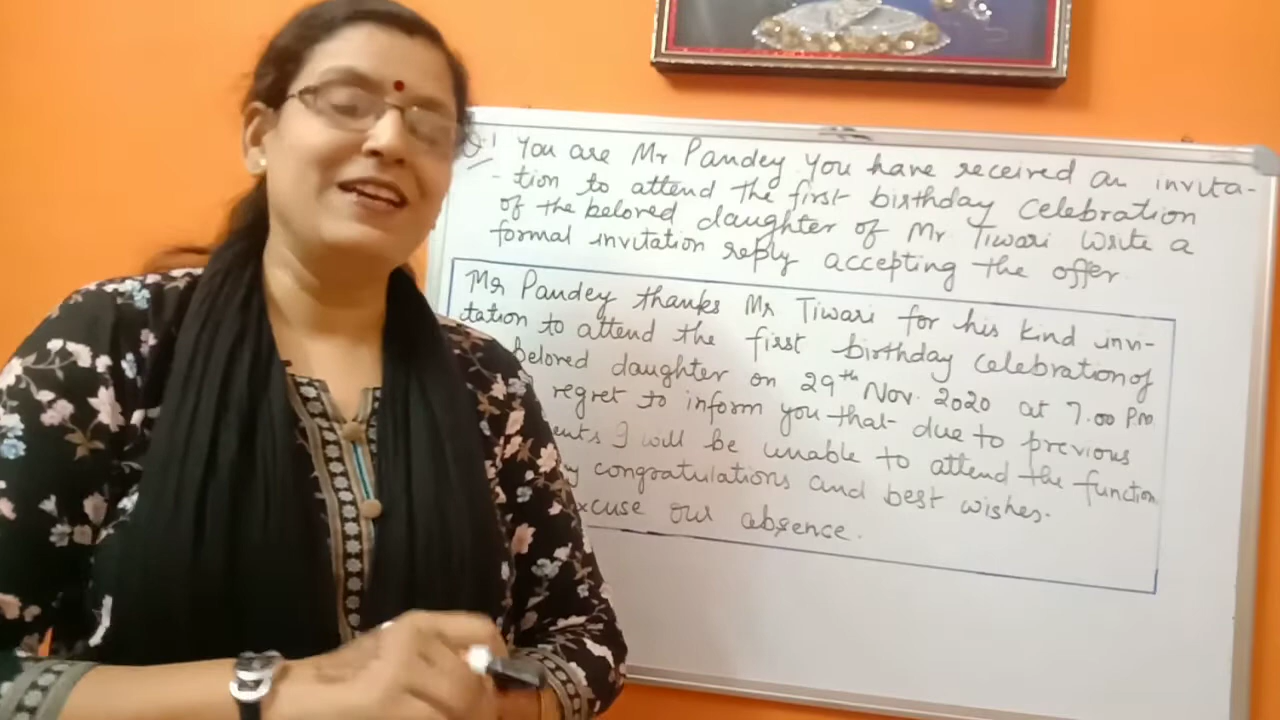 Q.1 You are Mr Pandey You have received an invita-
- tion to attend the first birthday celebration
of the beloved daughter of Mr Tiwari Write a
formal invitation reply accepting the offer.
Mr Pandey thanks Mr Tiwari for his kind invi-
tation to attend the first birthday celebration of
beloved daughter on 29th Nov. 2020 at 7.00 P.M.
regret to inform you that due to previous
I will be unable to attend the function
congratulations and best wishes.
our absence.